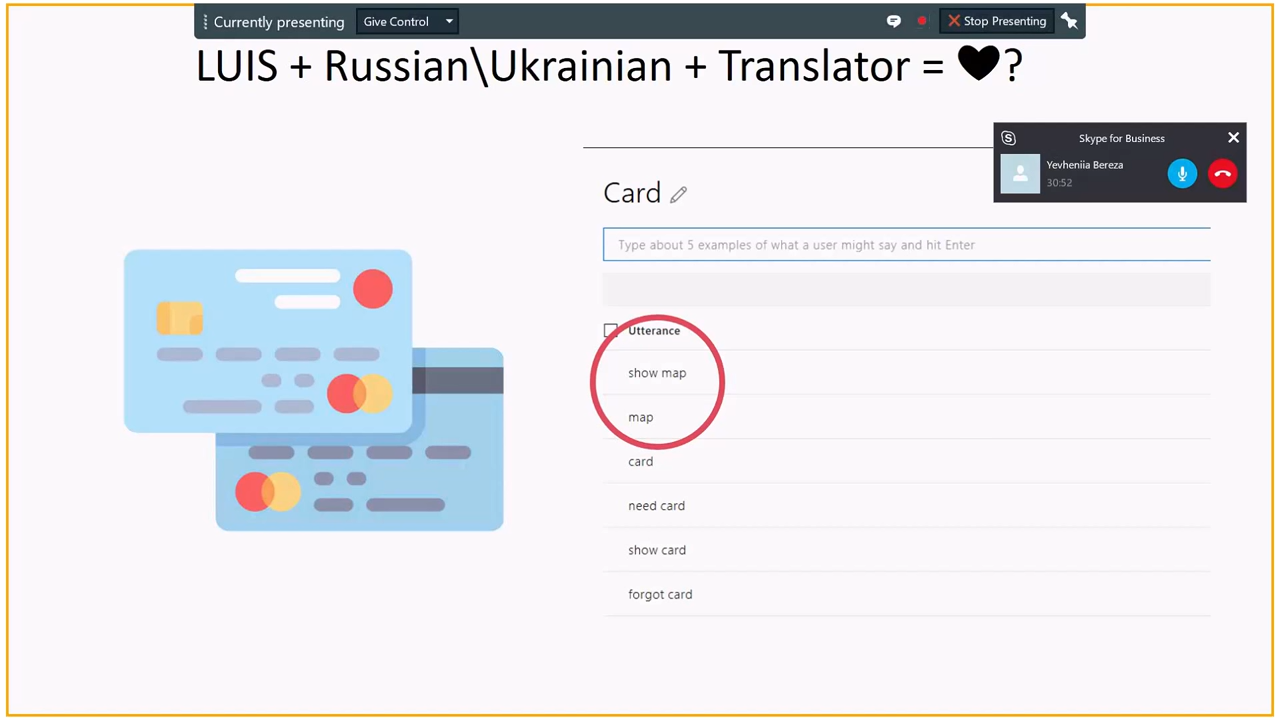 Currently presenting
Give Control
Stop Presenting
LUIS + Russian\Ukrainian + Translator = ♥?
Skype for Business
Yevheniia Bereza
30:52
Card
Type about 5 examples of what a user might say and hit Enter
Utterance
show map
map
card
need card
show card
forgot card